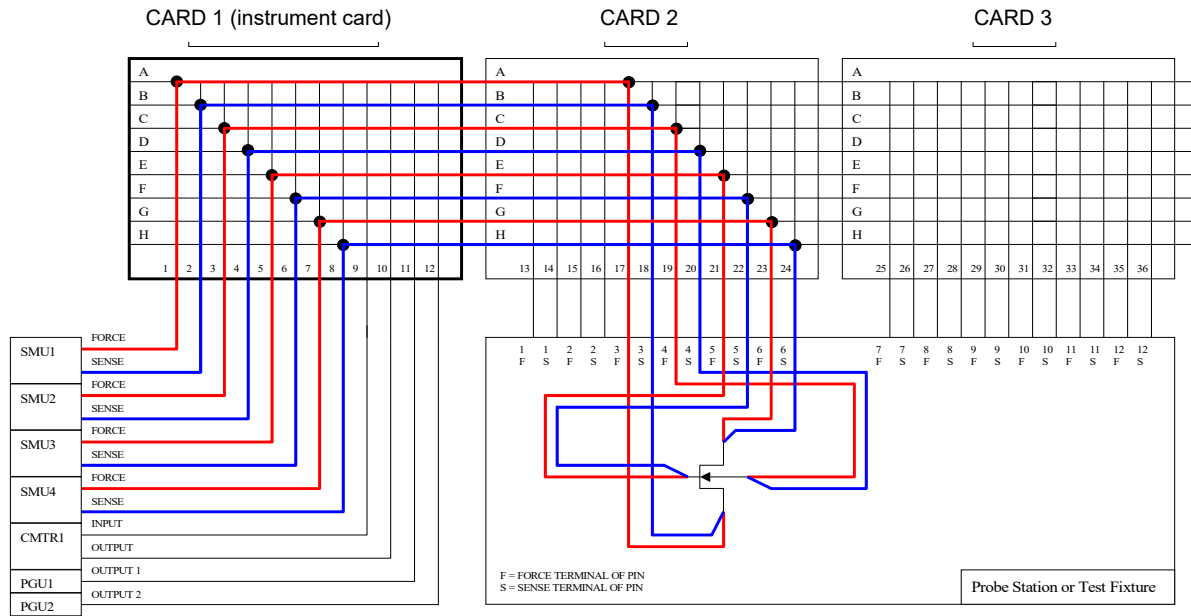 CARD 1 (instrument card) CARD 2 CARD 3
A A A
B B B
C C C
D D D
E E E
F F F
G G G
H H H
1 2 3 4 5 6 7 8 9 10 11 12 13 14 15 16 17 18 19 20 21 22 23 24 25 26 27 28 29 30 31 32 33 34 35 36
FORCE
SMU1
SENSE
FORCE
SMU2
SENSE
FORCE
SMU3
SENSE
FORCE
SMU4
SENSE
INPUT
CMTR1
OUTPUT
OUTPUT 1
PGU1
OUTPUT 2
PGU2
1 1 2 2 3 3 4 4 5 5 6 6 7 7 8 8 9 9 10 10 11 11 12 12
F S F S F S F S F S F S F S F S F S F S F S F S
F = FORCE TERMINAL OF PIN
S = SENSE TERMINAL OF PIN
Probe Station or Test Fixture